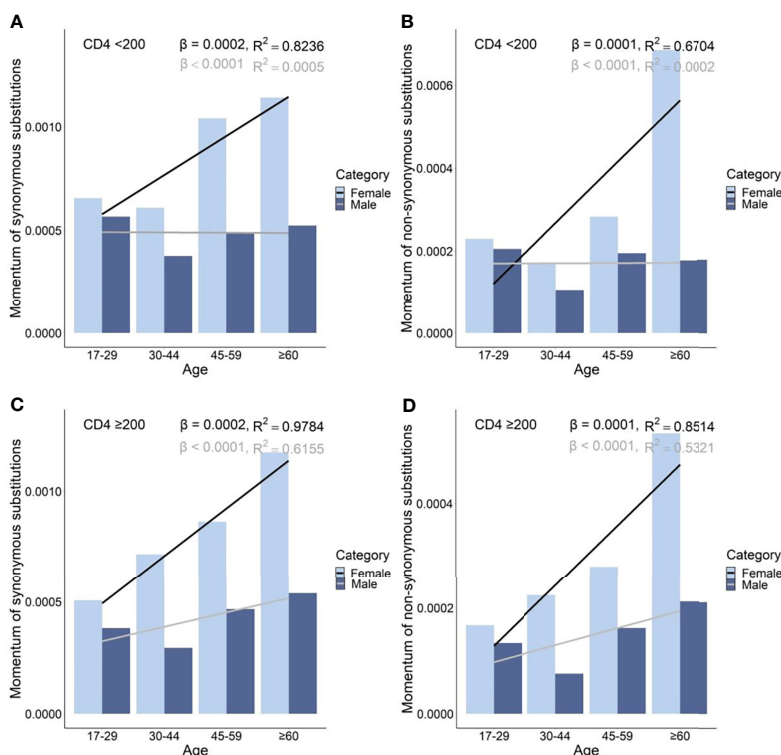 A
CD4 <200
β = 0.0002, R² = 0.8236
β < 0.0001 R² = 0.0005
Momentum of synonymous substitutions
0.0010
0.0005
0.0000
17-29 30-44 45-59 ≥60
Age
Category
Female
Male
B
CD4 <200
β = 0.0001, R² = 0.6704
β < 0.0001, R² = 0.0002
Momentum of non-synonymous substitutions
0.0006
0.0004
0.0002
0.0000
17-29 30-44 45-59 ≥60
Age
Category
Female
Male
C
CD4 ≥200
β = 0.0002, R² = 0.9784
β < 0.0001, R² = 0.6155
Momentum of synonymous substitutions
0.0010
0.0005
0.0000
17-29 30-44 45-59 ≥60
Age
Category
Female
Male
D
CD4 ≥200
β = 0.0001, R² = 0.8514
β < 0.0001, R² = 0.5321
Momentum of non-synonymous substitutions
0.0004
0.0002
0.0000
17-29 30-44 45-59 ≥60
Age
Category
Female
Male